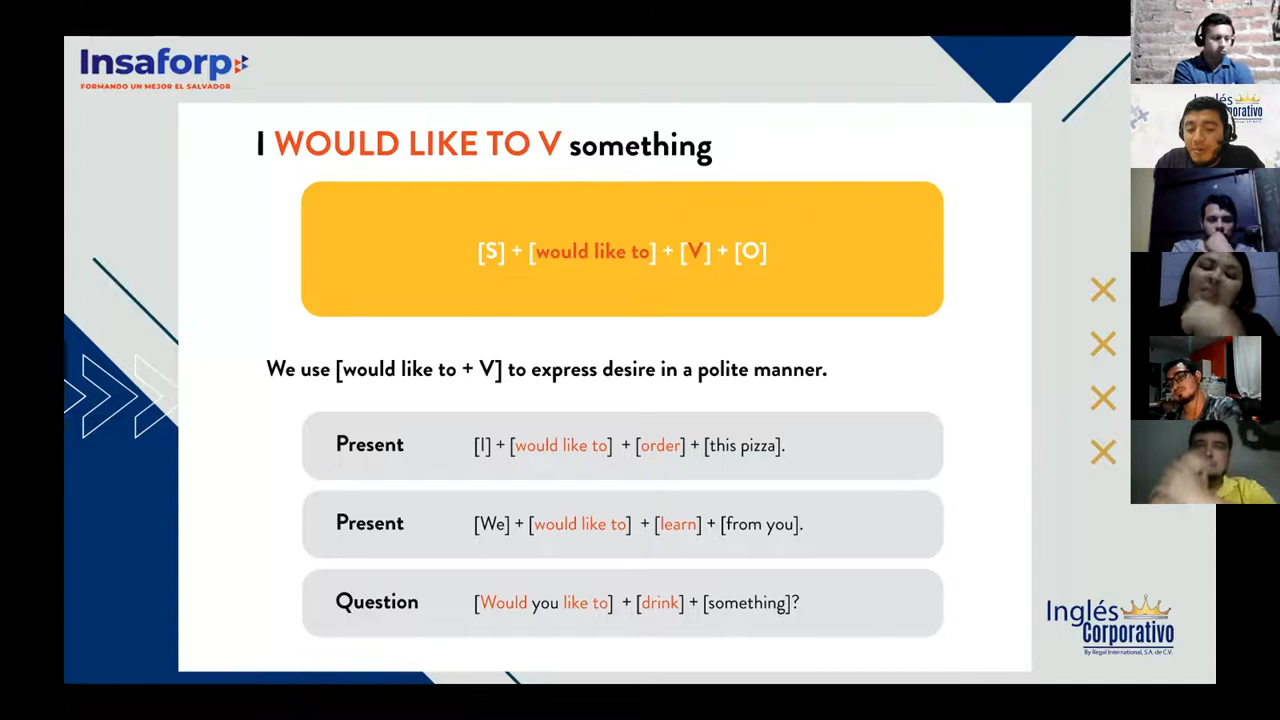 Insaforp
FORMANDO UN MEJOR EL SALVADOR
I WOULD LIKE TO V something
[S] + [would like to] + [V] + [O]
We use [would like to + V] to express desire in a polite manner.
Present [I] + [would like to] + [order] + [this pizza].
Present [We] + [would like to] + [learn] + [from you].
Question [Would you like to] + [drink] + [something]?
Inglés
Corporativo
By Regal International, S.A. de C.V.
Inglés